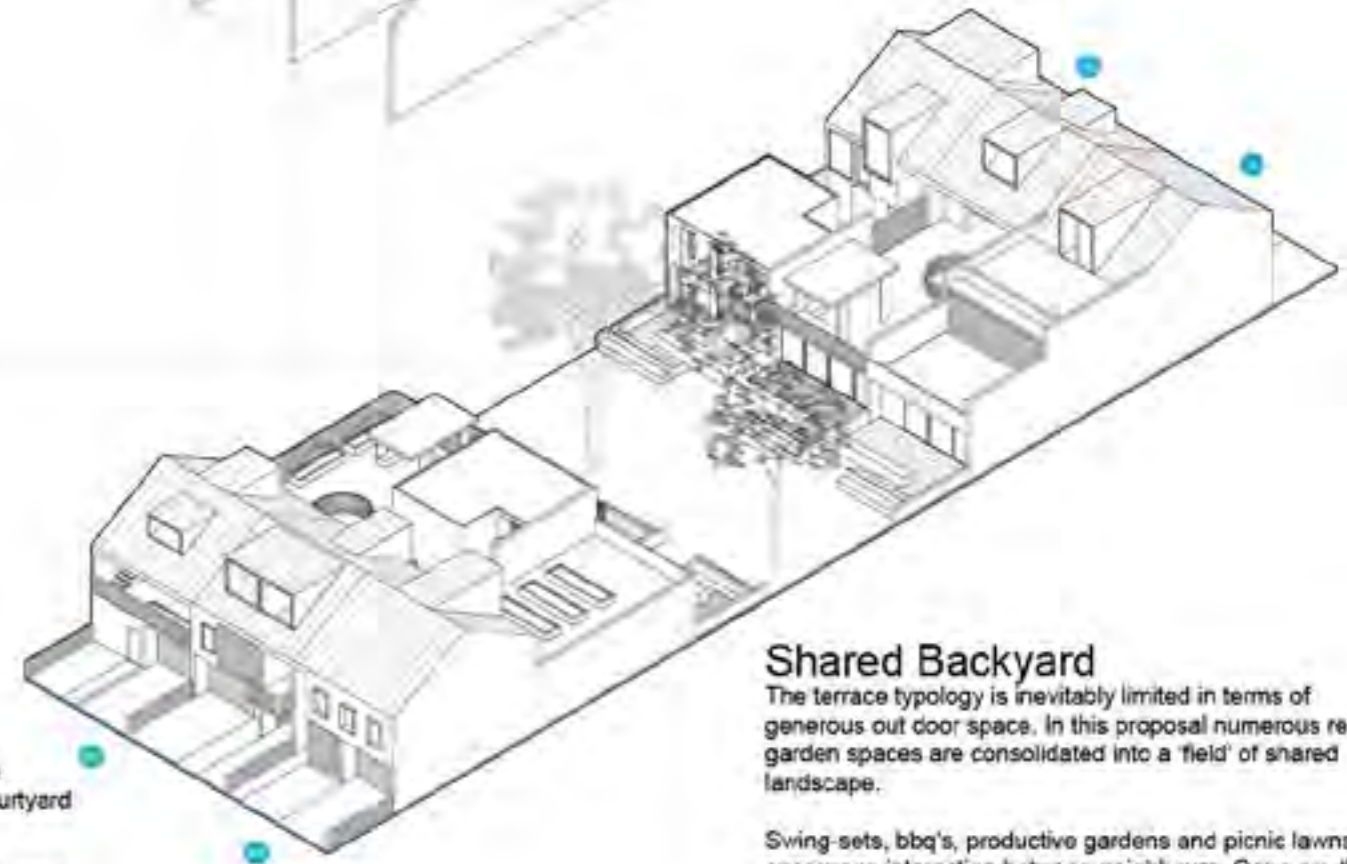 urtyard
Shared Backyard
The terrace typology is inevitably limited in terms of
generous out door space. In this proposal numerous re
garden spaces are consolidated into a 'field' of shared
landscape.
Swing-sets, bbq's, productive gardens and picnic lawns